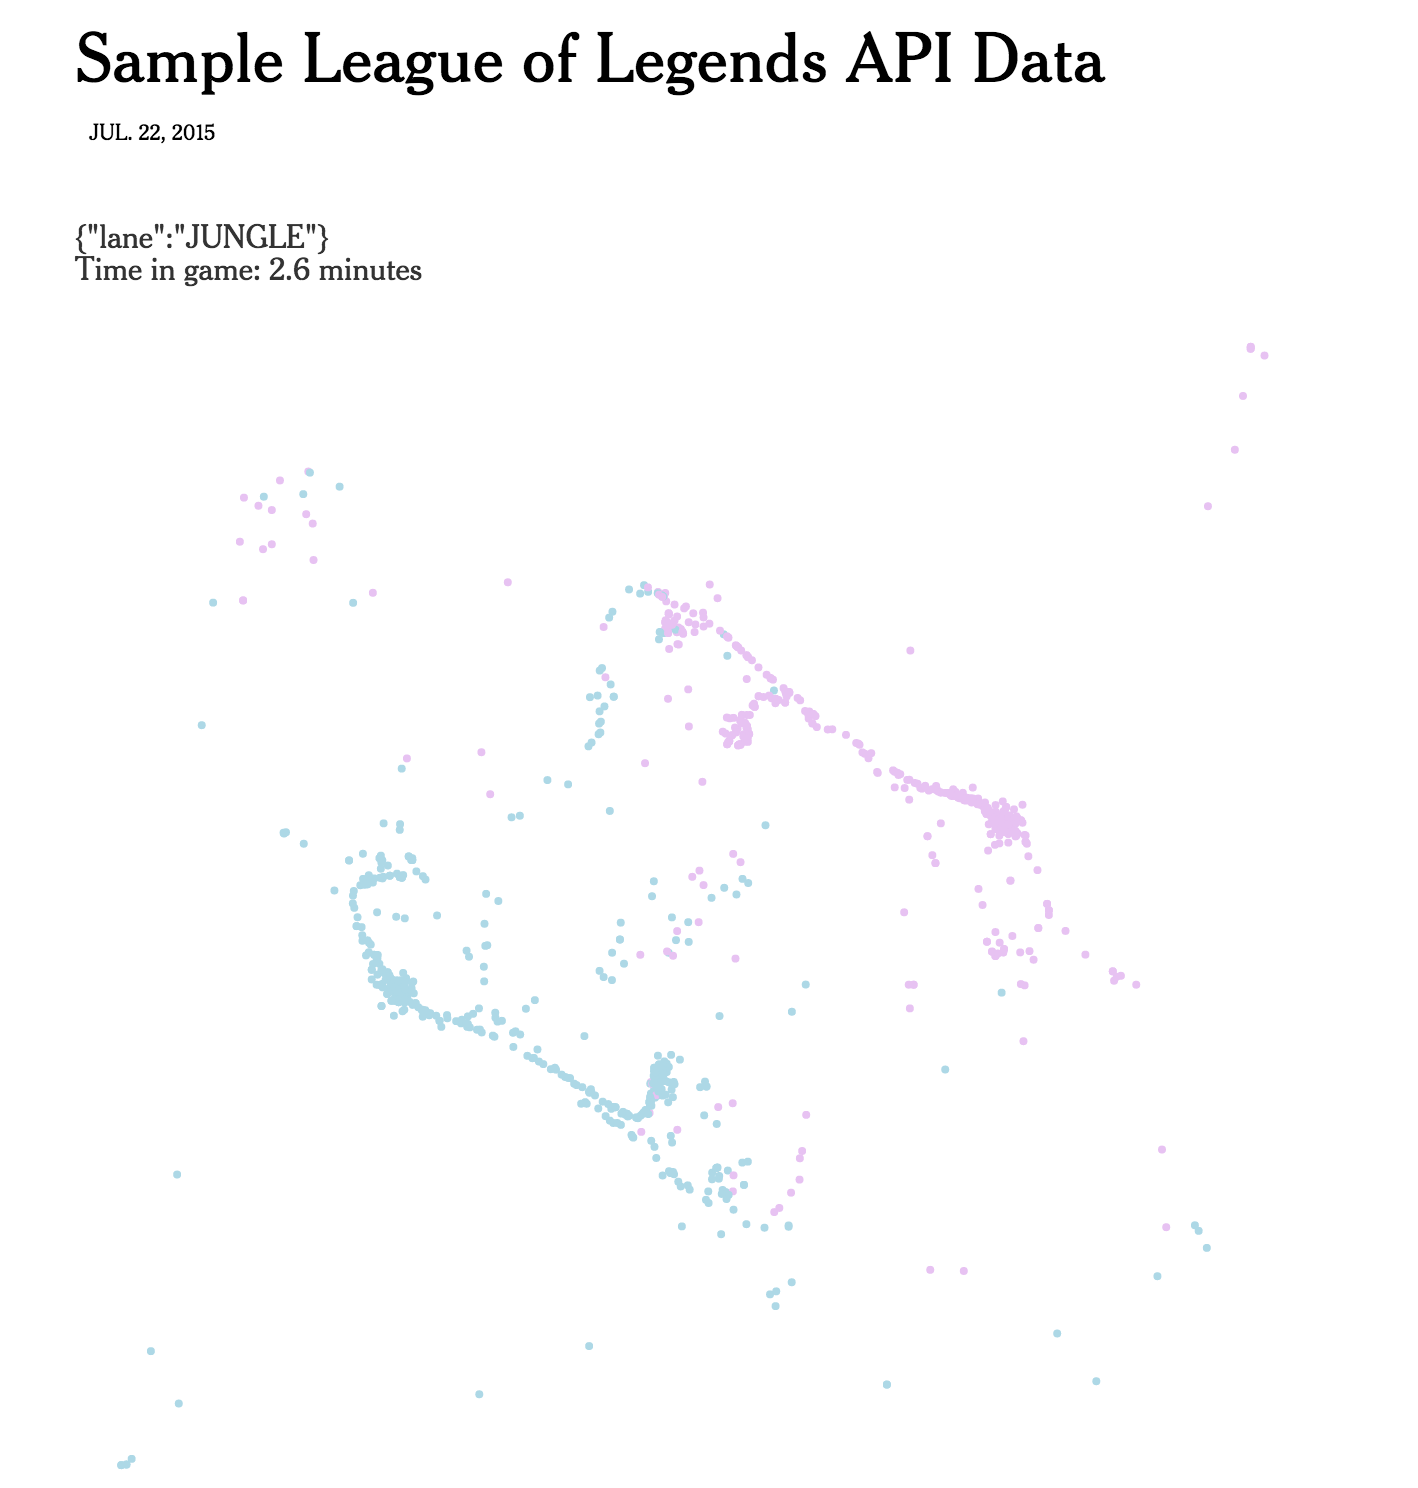 Sample League of Legends API Data
JUL. 22, 2015
{"lane":"JUNGLE"}
Time in game: 2.6 minutes